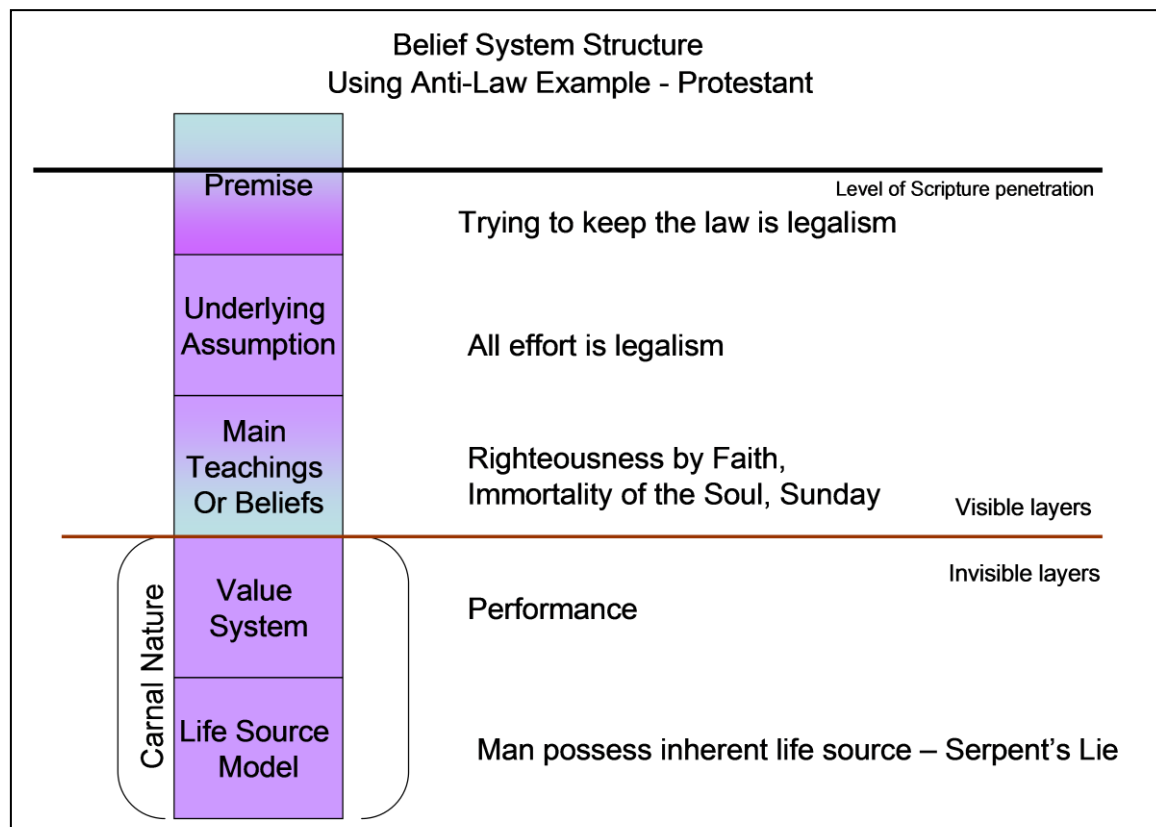 Belief System Structure
Using Anti-Law Example - Protestant
Premise
Level of Scripture penetration
Trying to keep the law is legalism
Underlying
Assumption
All effort is legalism
Main
Teachings
Or Beliefs
Righteousness by Faith,
Immortality of the Soul, Sunday
Visible layers
Invisible layers
Carnal Nature
Value
System
Performance
Life Source
Model
Man possess inherent life source – Serpent's Lie